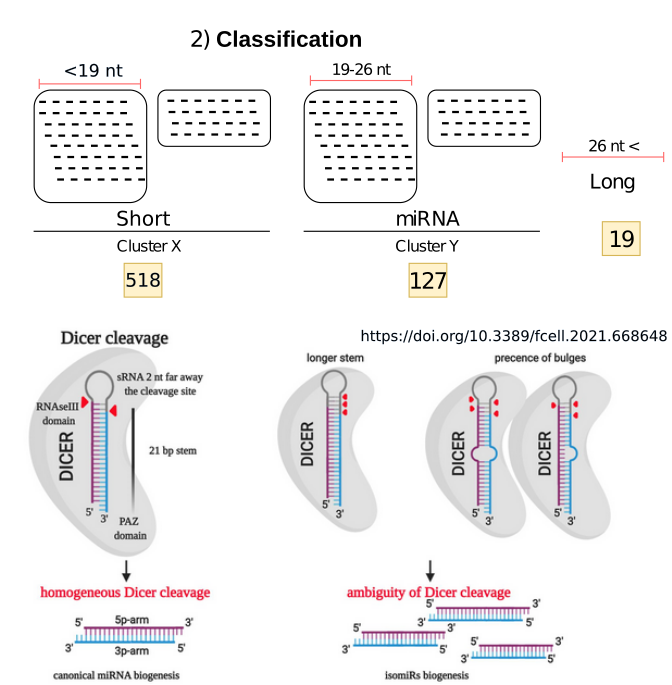 2) Classification
<19 nt
19-26 nt
26 nt <
Long
Short
miRNA
Cluster X
Cluster Y
19
518
127
https://doi.org/10.3389/fcell.2021.668648
Dicer cleavage
sRNA 2 nt far away
the cleavage site
RNAseIII
domain
DICER
21 bp stem
5'
3'
PAZ
domain
homogeneous Dicer cleavage
5'
5p-arm
3'
3'
3p-arm
5'
canonical miRNA biogenesis
longer stem
precence of bulges
DICER
5'
3'
DICER
5'
3'
DICER
5'
3'
ambiguity of Dicer cleavage
5'
3'
3'
5'
5'
3'
3'
5'
5'
3'
3'
5'
isomiRs biogenesis